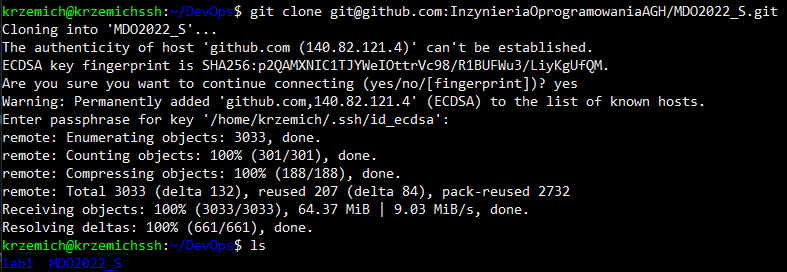 krzemich@krzemichssh:~/DevOps$ git clone git@github.com:InzynieriaOprogramowaniaAGH/MDO2022_S.git
Cloning into 'MDO2022_S'...
The authenticity of host 'github.com (140.82.121.4)' can't be established.
ECDSA key fingerprint is SHA256:p2QAMXNIC1TJYWeIOttrVc98/R1BUFWu3/LiyKgUfQM.
Are you sure you want to continue connecting (yes/no/[fingerprint])? yes
Warning: Permanently added 'github.com,140.82.121.4' (ECDSA) to the list of known hosts.
Enter passphrase for key '/home/krzemich/.ssh/id_ecdsa':
remote: Enumerating objects: 3033, done.
remote: Counting objects: 100% (301/301), done.
remote: Compressing objects: 100% (188/188), done.
remote: Total 3033 (delta 132), reused 207 (delta 84), pack-reused 2732
Receiving objects: 100% (3033/3033), 64.37 MiB | 9.03 MiB/s, done.
Resolving deltas: 100% (661/661), done.
krzemich@krzemichssh:~/DevOps$ ls
lab1  MDO2022_S